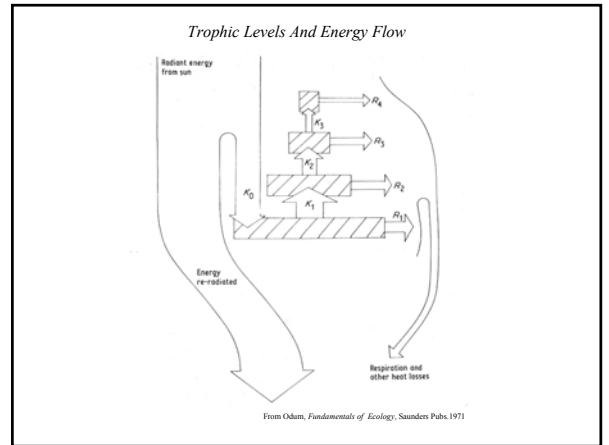 Trophic Levels And Energy Flow
Radiant energy
from sun
R4
K3
R3
K2
R2
K0
K1
R1
Energy
re-radiated
Respiration and
other heat losses
From Odum, Fundamentals of Ecology, Saunders Pubs.1971